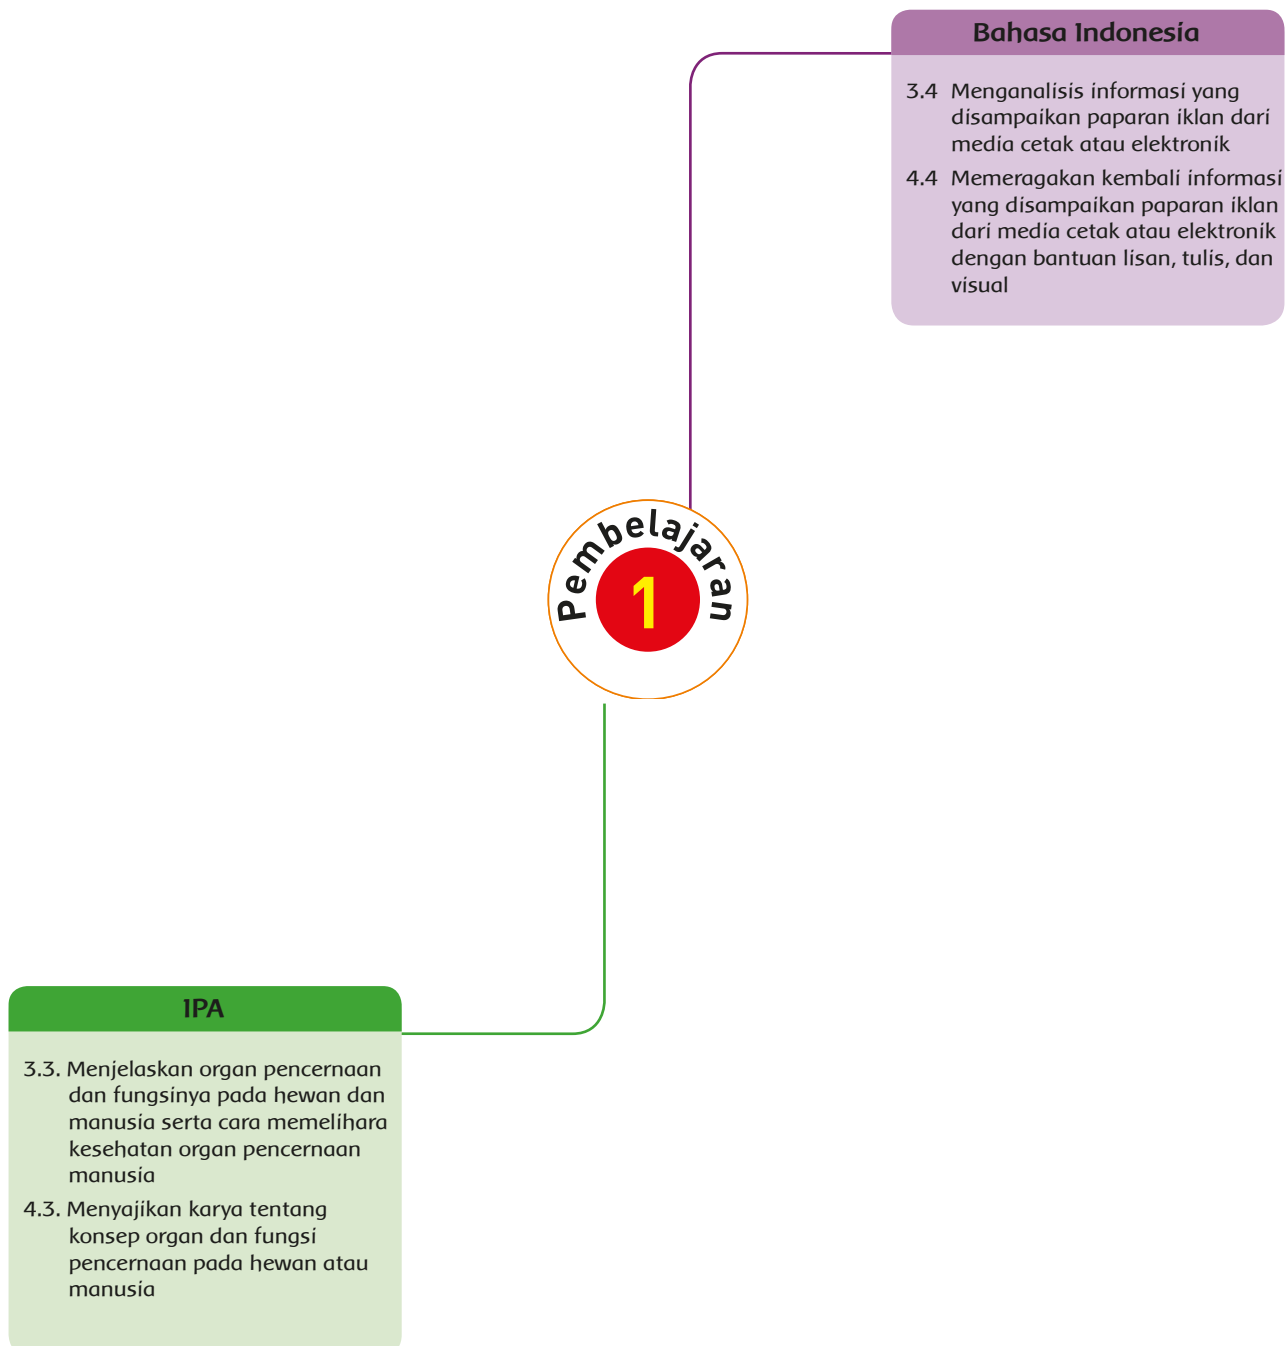 Bahasa Indonesia
3.4 Menganalisis informasi yang
disampaikan paparan iklan dari
media cetak atau elektronik
4.4 Memeragakan kembali informasi
yang disampaikan paparan iklan
dari media cetak atau elektronik
dengan bantuan lisan, tulis, dan
visual
Pembelajaran
1
IPA
3.3. Menjelaskan organ pencernaan
dan fungsinya pada hewan dan
manusia serta cara memelihara
kesehatan organ pencernaan
manusia
4.3. Menyajikan karya tentang
konsep organ dan fungsi
pencernaan pada hewan atau
manusia